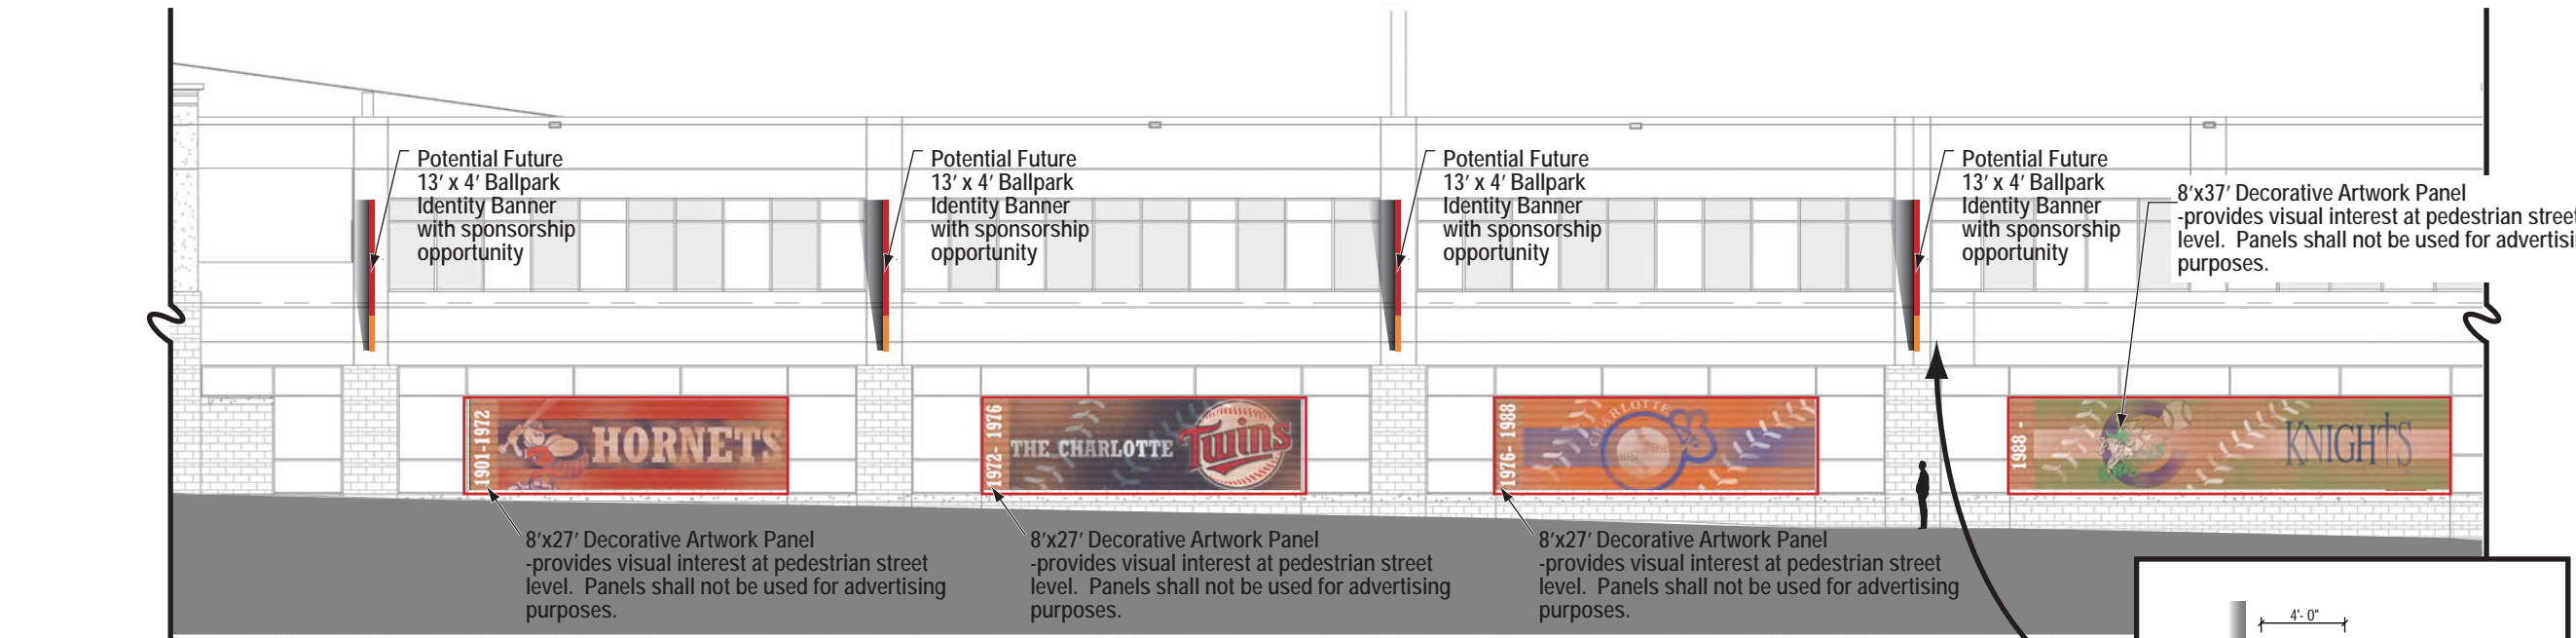 Potential Future
13' x 4' Ballpark
Identity Banner
with sponsorship
opportunity
Potential Future
13' x 4' Ballpark
Identity Banner
with sponsorship
opportunity
Potential Future
13' x 4' Ballpark
Identity Banner
with sponsorship
opportunity
Potential Future
13' x 4' Ballpark
Identity Banner
with sponsorship
opportunity
8'x37' Decorative Artwork Panel
-provides visual interest at pedestrian street
level. Panels shall not be used for advertisi
purposes.
1901-1972
HORNETS
1972- 1976
THE CHARLOTTE
Twins
1976- 1988
CHARLOTTE
1988 -
KNIGHTS
8'x27' Decorative Artwork Panel
-provides visual interest at pedestrian street
level. Panels shall not be used for advertising
purposes.
8'x27' Decorative Artwork Panel
-provides visual interest at pedestrian street
level. Panels shall not be used for advertising
purposes.
8'x27' Decorative Artwork Panel
-provides visual interest at pedestrian street
level. Panels shall not be used for advertising
purposes.
4'- 0"